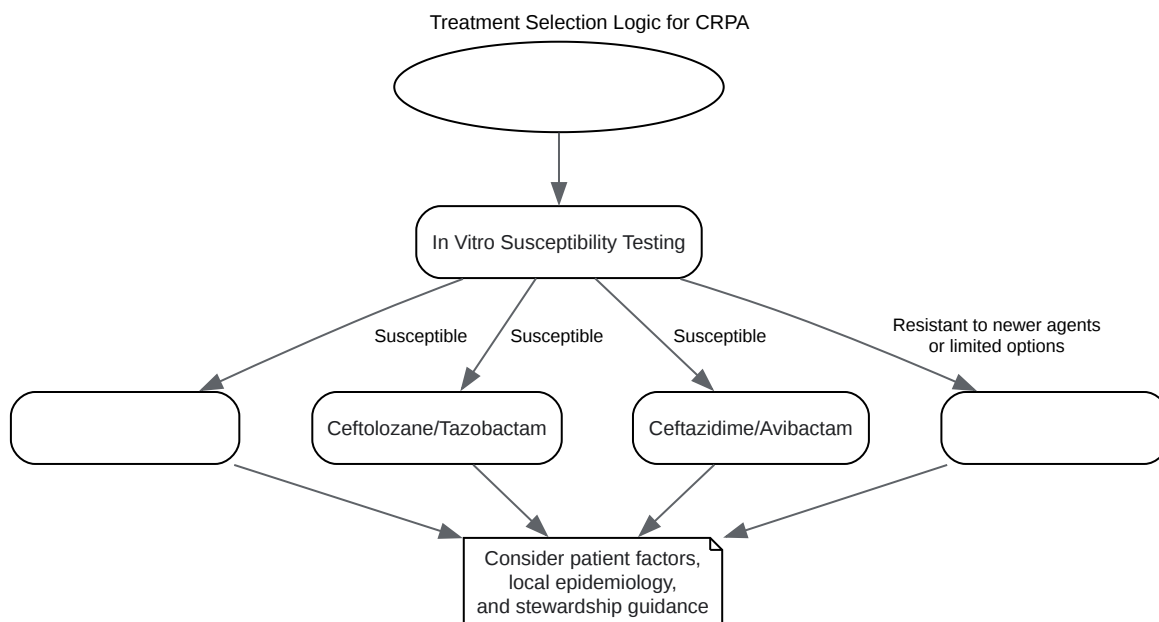 Treatment Selection Logic for CRPA
In Vitro Susceptibility Testing
Susceptible
Susceptible
Susceptible
Resistant to newer agents
or limited options
Ceftolozane/Tazobactam
Ceftazidime/Avibactam
Consider patient factors,
local epidemiology,
and stewardship guidance